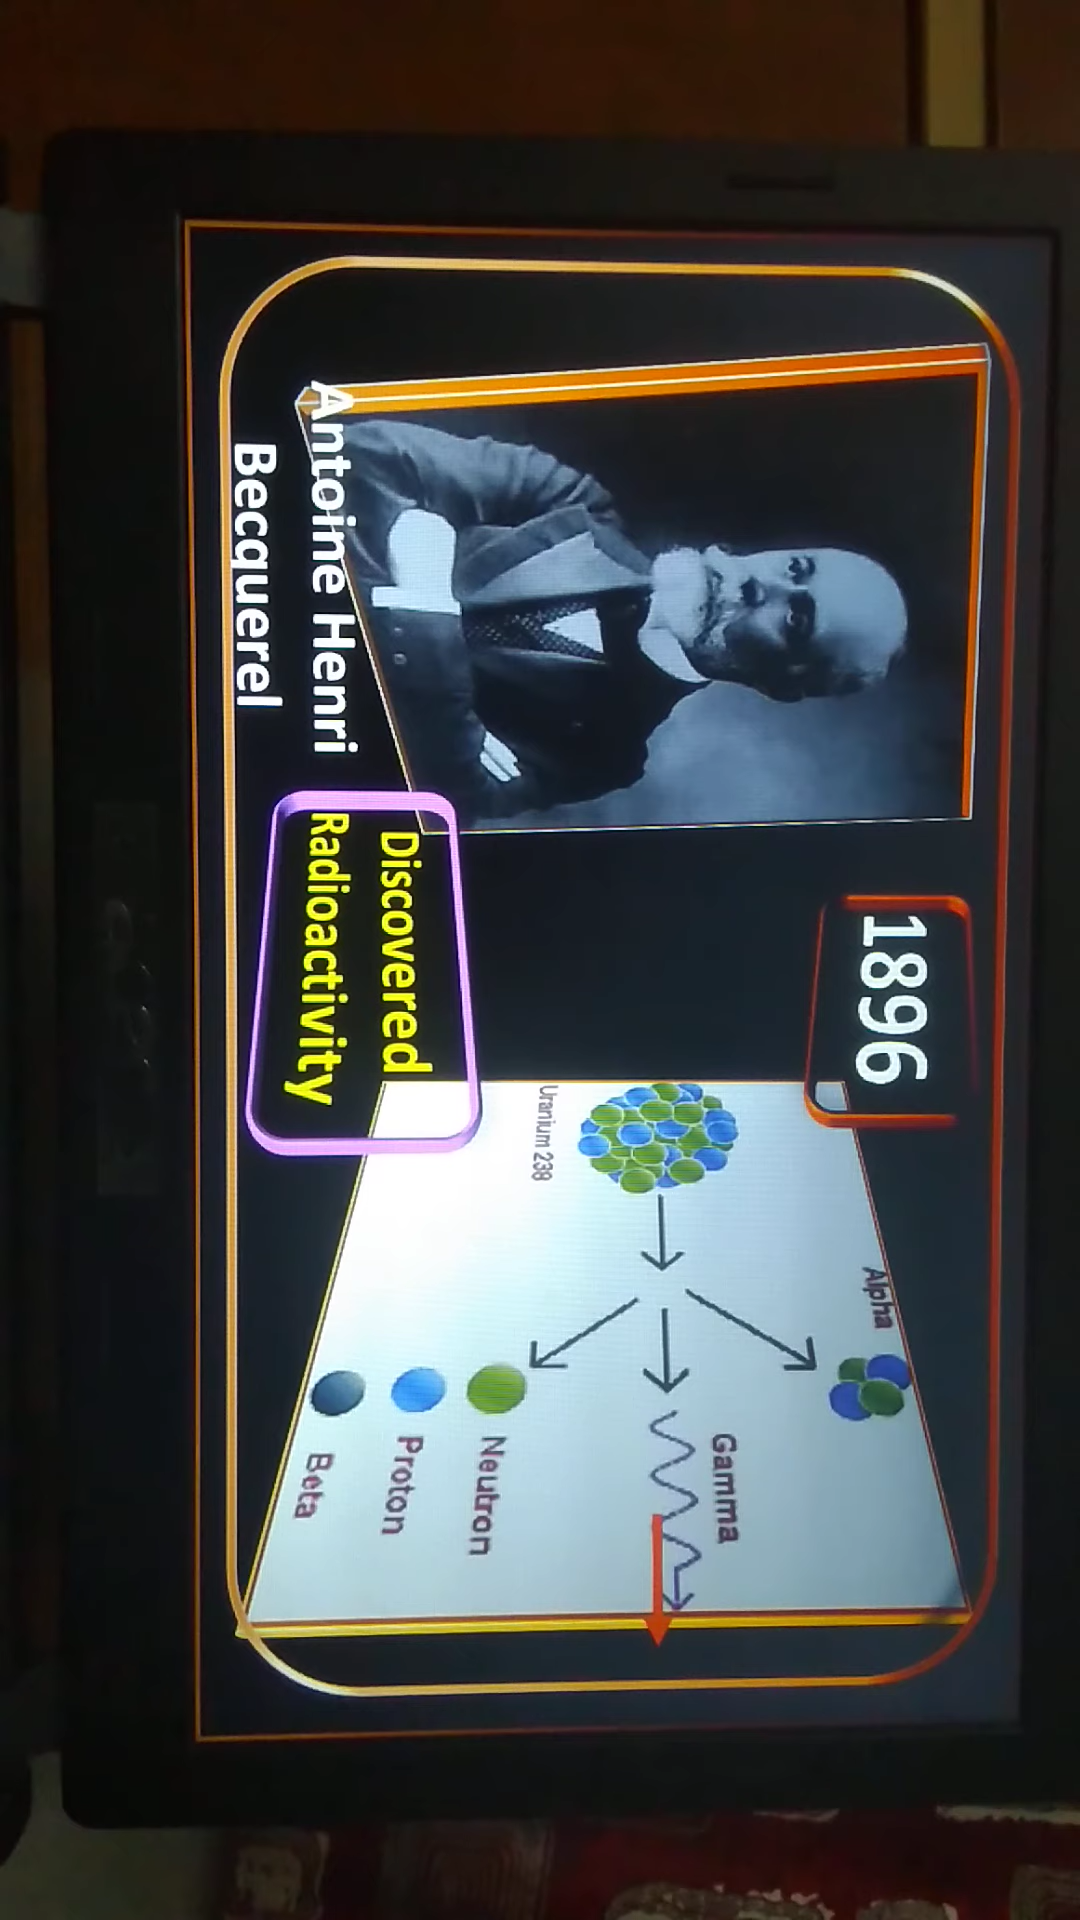 1896
Antoine Henri
Becquerel
Discovered
Radioactivity
Uranium 238
Alpha
Gamma
Neutron
Proton
Beta